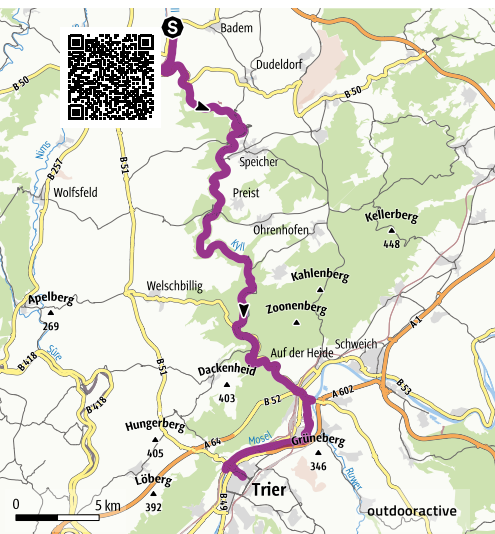 S
Badem
Dudeldorf
B 50
B 50
Nims
B 257
B 51
Speicher
Wolfsfeld
Preist
Kellerberg
448
Ohrenhofen
Kyll
Kahlenberg
Welschbillig
Apelberg
269
Zoonenberg
A 1
Sûre
Schweich
Auf der Heide
B 418
B 51
Dackenheid
403
B 53
A 602
B 418
B 52
Hungerberg
405
A 64
Mosel
Grüneberg
346
Ruwer
Löberg
392
B 49
Trier
0
5 km
outdooractive